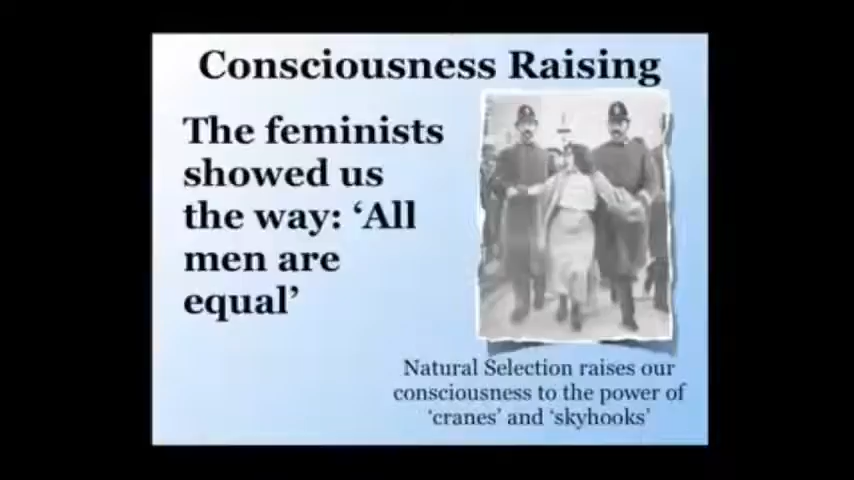 Consciousness Raising
The feminists
showed us
the way: ‘All
men are
equal’
Natural Selection raises our
consciousness to the power of
‘cranes’ and ‘skyhooks’